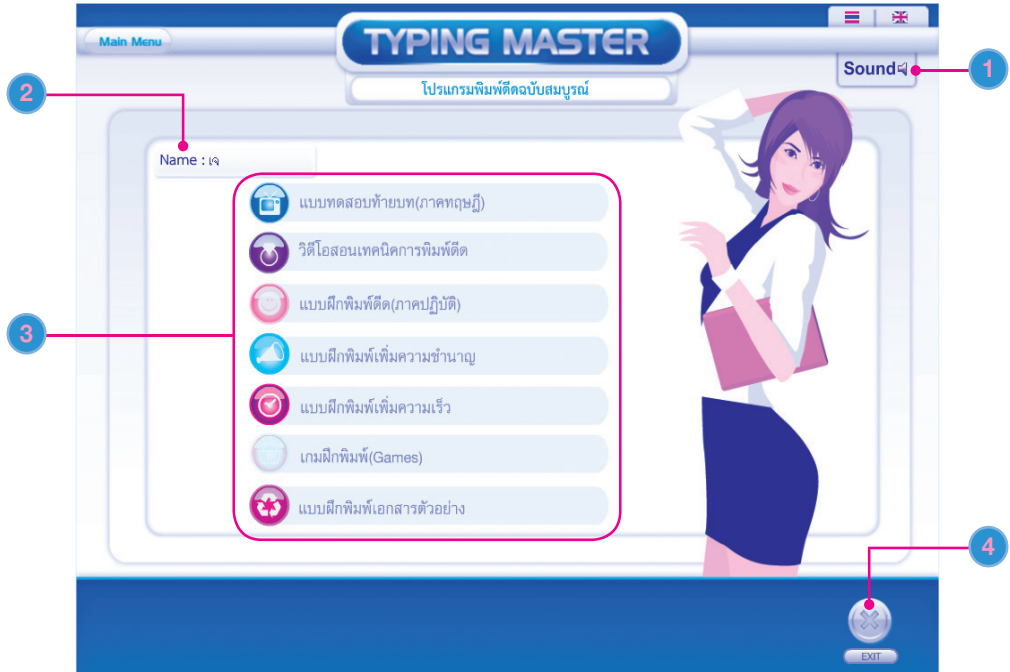 Main Menu
TYPING MASTER
โปรแกรมพิมพ์ดีดฉบับสมบูรณ์
Sound
1
2
Name : เจ
แบบทดสอบท้ายบท(ภาคทฤษฎี)
วิดีโอสอนเทคนิคการพิมพ์ดีด
แบบฝึกพิมพ์ดีด(ภาคปฏิบัติ)
3
แบบฝึกพิมพ์เพิ่มความชำนาญ
แบบฝึกพิมพ์เพิ่มความเร็ว
เกมฝึกพิมพ์(Games)
แบบฝึกพิมพ์เอกสารตัวอย่าง
4
EXIT